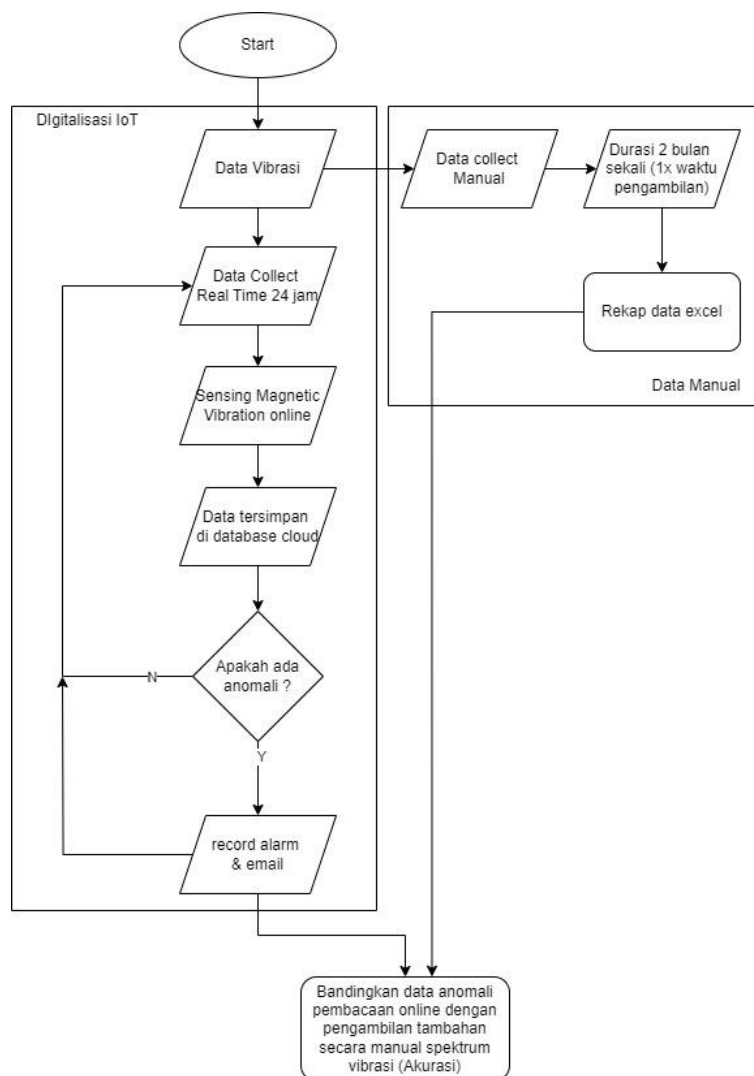 Start
DIgitalisasi IoT
Data Vibrasi
Data Collect
Real Time 24 jam
Sensing Magnetic
Vibration online
Data tersimpan
di database cloud
Apakah ada
anomali ?
N
Y
record alarm
& email
Data collect
Manual
Durasi 2 bulan
sekali (1x waktu
pengambilan)
Rekap data excel
Data Manual
Bandingkan data anomali
pembacaan online dengan
pengambilan tambahan
secara manual spektrum
vibrasi (Akurasi)